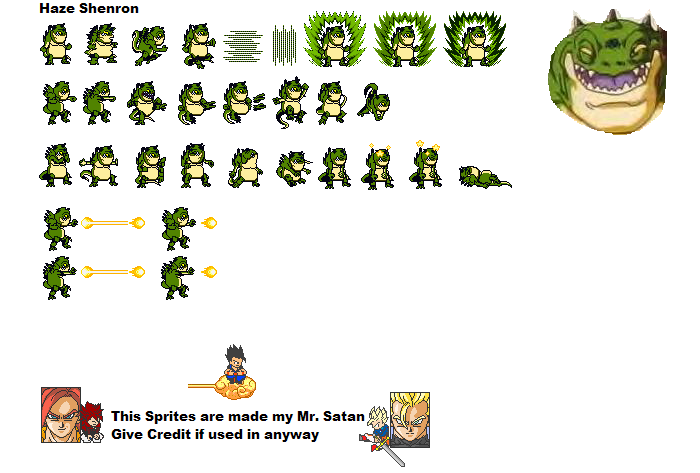 Haze Shenron
This Sprites are made my Mr. Satan
Give Credit if used in anyway